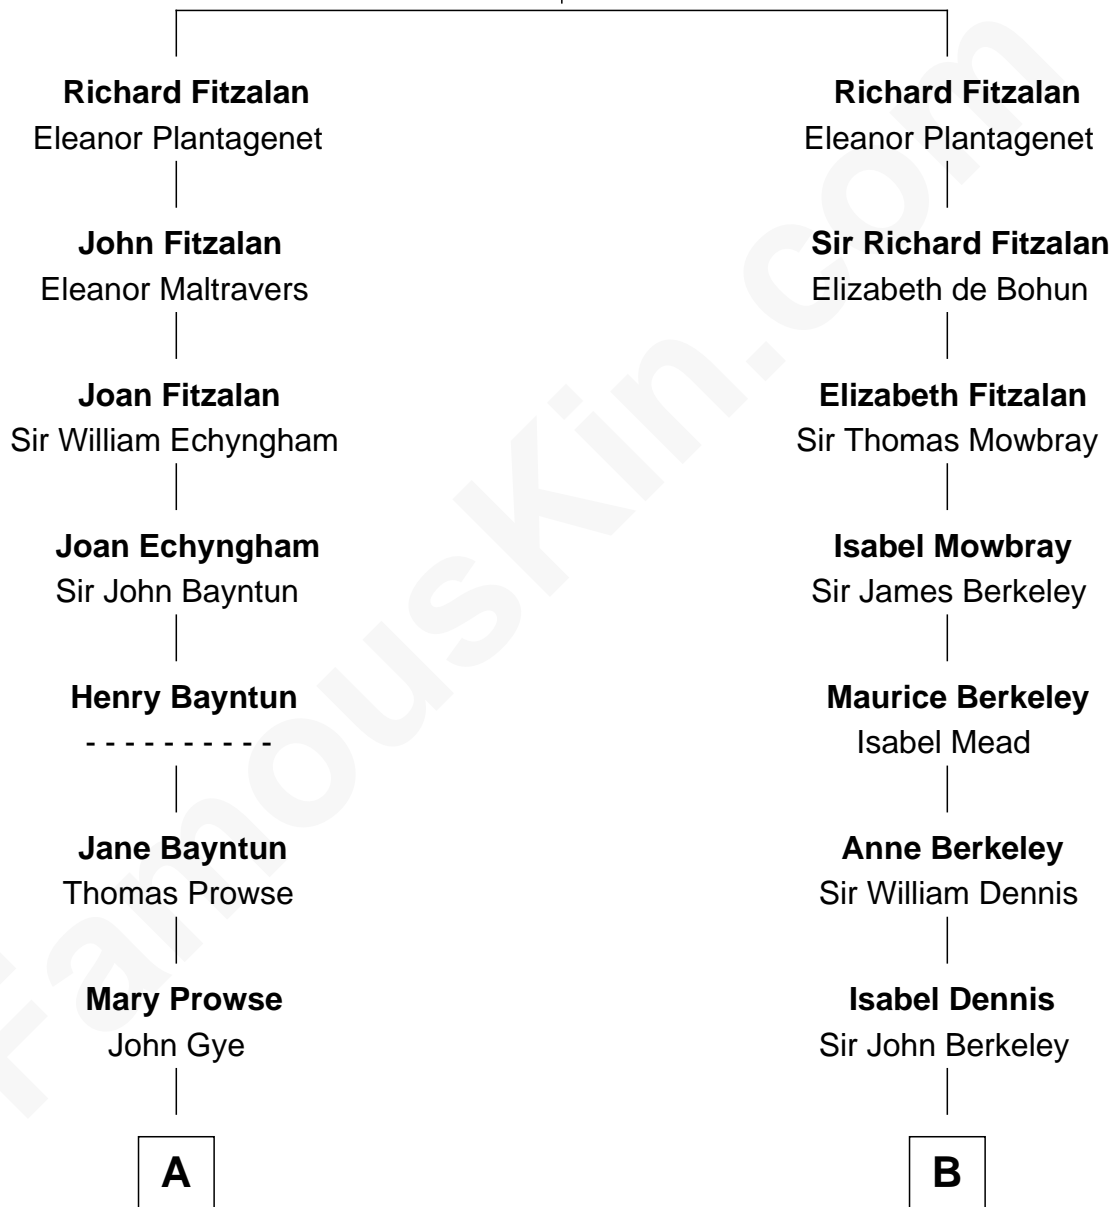 Richard Fitzalan
Eleanor Plantagenet
John Fitzalan
Eleanor Maltravers
Joan Fitzalan
Sir William Echyngham
Joan Echyngham
Sir John Bayntun
Henry Bayntun
- - - - - - - - - -
Jane Bayntun
Thomas Prowse
Mary Prowse
John Gye
A
Richard Fitzalan
Eleanor Plantagenet
Sir Richard Fitzalan
Elizabeth de Bohun
Elizabeth Fitzalan
Sir Thomas Mowbray
Isabel Mowbray
Sir James Berkeley
Maurice Berkeley
Isabel Mead
Anne Berkeley
Sir William Dennis
Isabel Dennis
Sir John Berkeley
B
FamousKin.com